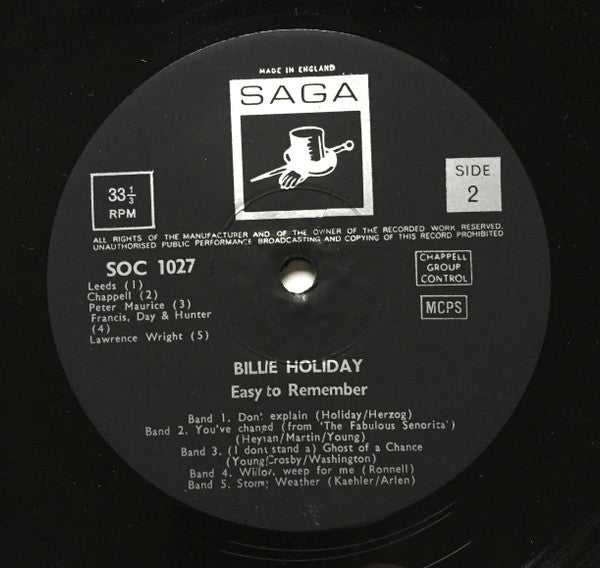 MADE IN ENGLAND
SAGA
33⅓
RPM
SIDE
2
ALL RIGHTS OF THE MANUFACTURER AND OF THE OWNER OF THE RECORDED WORK RESERVED.
UNAUTHORISED PUBLIC PERFORMANCE BROADCASTING AND COPYING OF THIS RECORD PROHIBITED
SOC 1027
Leeds (1)
Chappell (2)
Peter Maurice (3)
Francis, Day & Hunter
(4)
Lawrence Wright (5)
CHAPPELL
GROUP
CONTROL
MCPS
BILLIE HOLIDAY
Easy to Remember
Band 1. Don't explain (Holiday/Herzog)
Band 2. You've changed (from 'The Fabulous Senorita')
(Heyman/Martin/Young)
Band 3. (I dont stand a) Ghost of a Chance
(Young/Crosby/Washington)
Band 4. Willow, weep for me (Ronnell)
Band 5. Stormy Weather (Kaehler/Arlen)